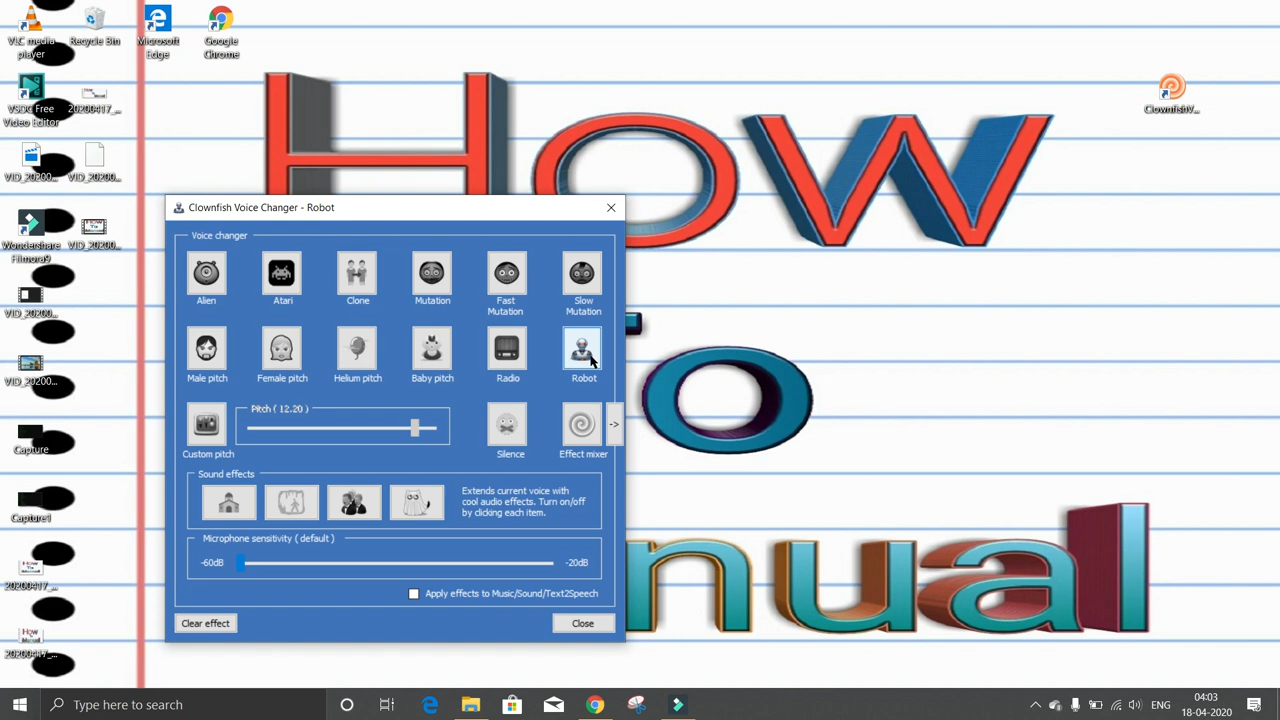 VLC media
player
Recycle Bin
Microsoft
Edge
Google
Chrome
VSDC Free
Video Editor
20200417_...
ClownfishV...
VID_20200...
VID_20200...
Wondershare
Filmora9
VID_20200...
VID_20200...
VID_20200...
Capture
Capture1
20200417_...
20200417_...
How
To
nual
Clownfish Voice Changer - Robot
Voice changer
Alien
Atari
Clone
Mutation
Fast
Mutation
Slow
Mutation
Male pitch
Female pitch
Helium pitch
Baby pitch
Radio
Robot
Pitch ( 12.20 )
->
Custom pitch
Silence
Effect mixer
Sound effects
Extends current voice with
cool audio effects. Turn on/off
by clicking each item.
Microphone sensitivity ( default )
-60dB
-20dB
Apply effects to Music/Sound/Text2Speech
Clear effect
Close
Type here to search
ENG
04:03
18-04-2020